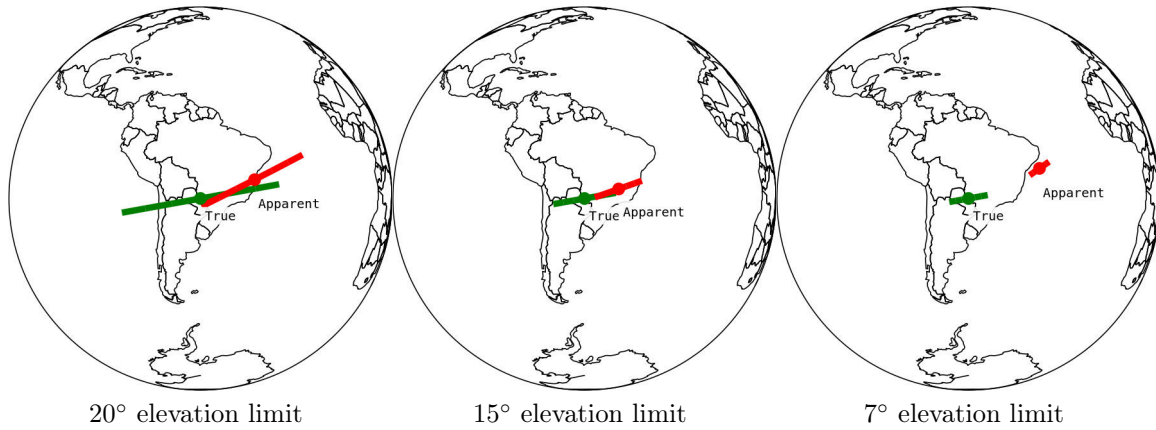 True
Apparent
True
Apparent
True
Apparent
20° elevation limit
15° elevation limit
7° elevation limit